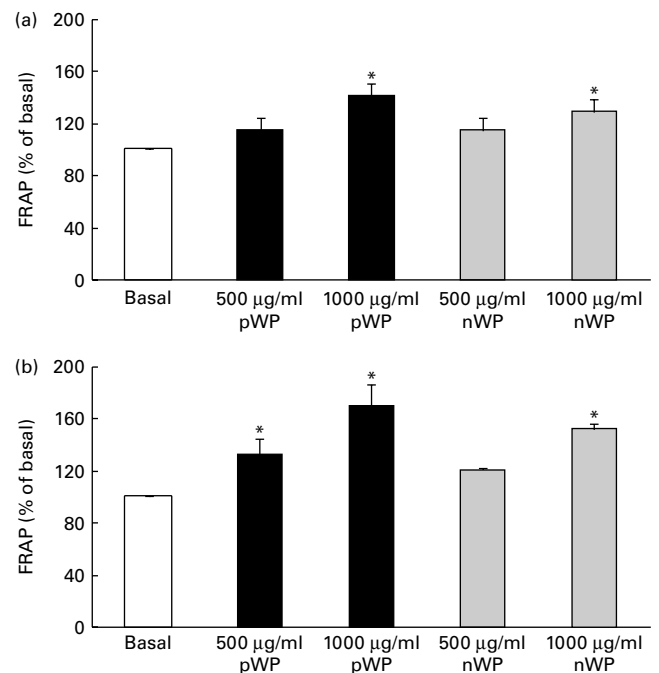 (a)
200
160
120
80
40
0
FRAP (% of basal)
*
*
Basal
500 µg/ml
pWP
1000 µg/ml
pWP
500 µg/ml
nWP
1000 µg/ml
nWP
(b)
200
160
120
80
40
0
FRAP (% of basal)
*
*
*
Basal
500 µg/ml
pWP
1000 µg/ml
pWP
500 µg/ml
nWP
1000 µg/ml
nWP